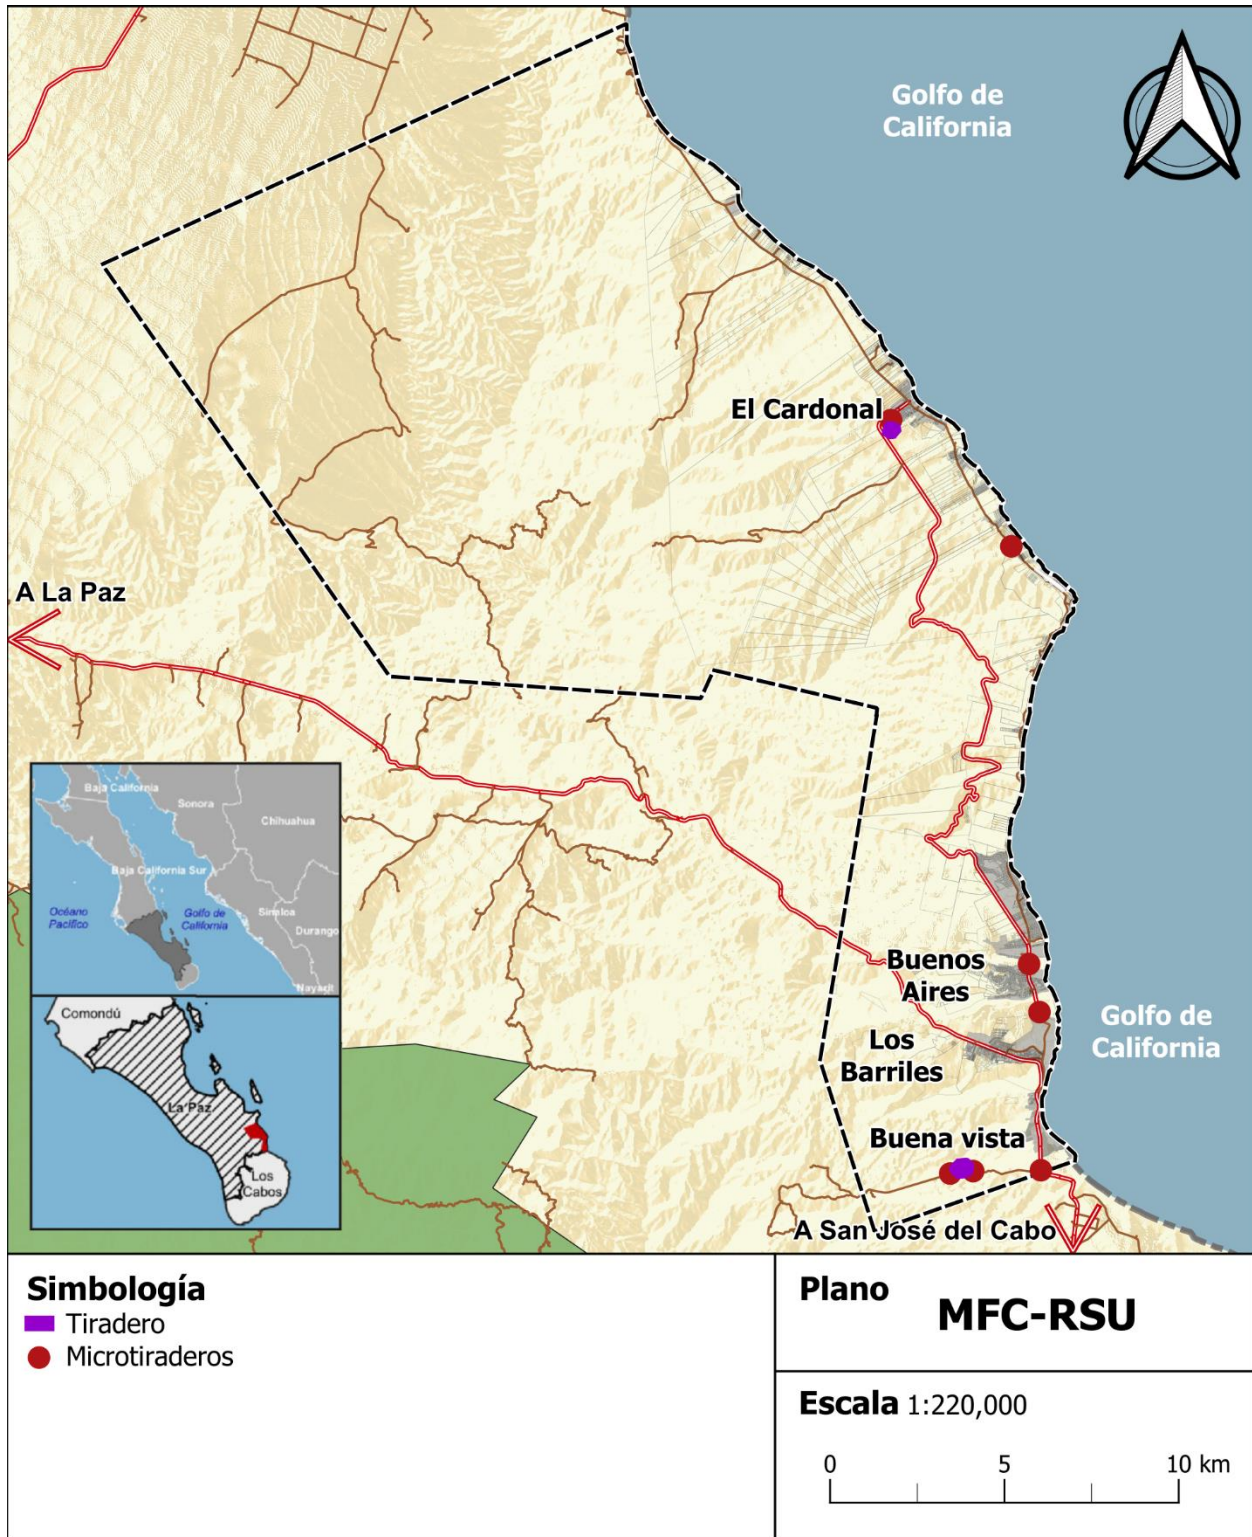 Golfo de
California
El Cardonal
A La Paz
Baja California
Sonora
Chihuahua
Baja California Sur
Océano
Pacífico
Golfo de
California
Sinaloa
Durango
Nayarit
Comondú
La Paz
Los
Cabos
Buenos
Aires
Los
Barriles
Golfo de
California
Buena vista
A San José del Cabo
Simbología
Tiradero
Microtiraderos
Plano
MFC-RSU
Escala 1:220,000
0 5 10 km